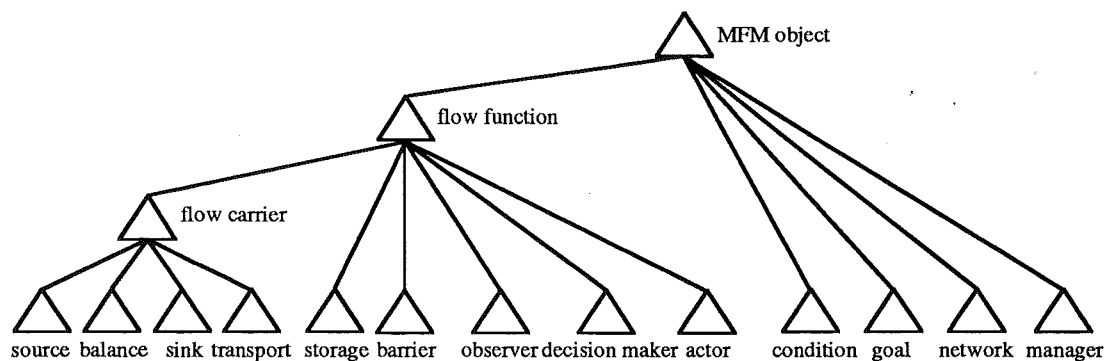 MFM object
flow function
flow carrier
source balance sink transport storage barrier observer decision maker actor condition goal network manager